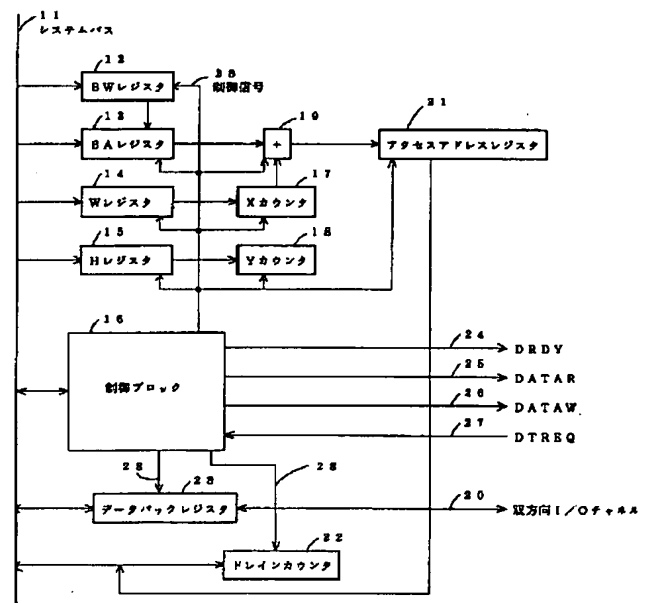 11
システムバス
12
BWレジスタ
28
制御信号
13
BAレジスタ
19
+
21
アクセスアドレスレジスタ
14
Wレジスタ
17
Xカウンタ
15
Hレジスタ
18
Yカウンタ
16
制御ブロック
24
DRDY
25
DATAR
26
DATAW
27
DTREQ
28
28
23
データパックレジスタ
20
双方向I/Oチャネル
22
ドレインカウンタ